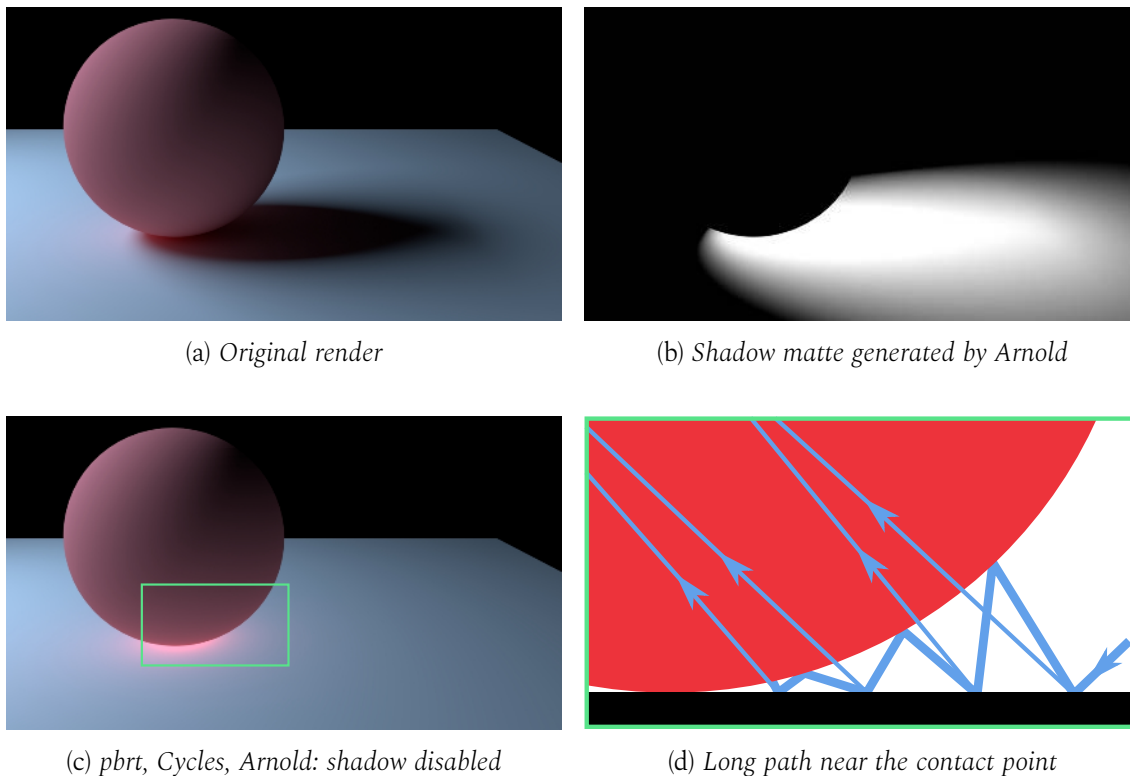 (a) Original render
(b) Shadow matte generated by Arnold
(c) pbrt, Cycles, Arnold: shadow disabled
(d) Long path near the contact point